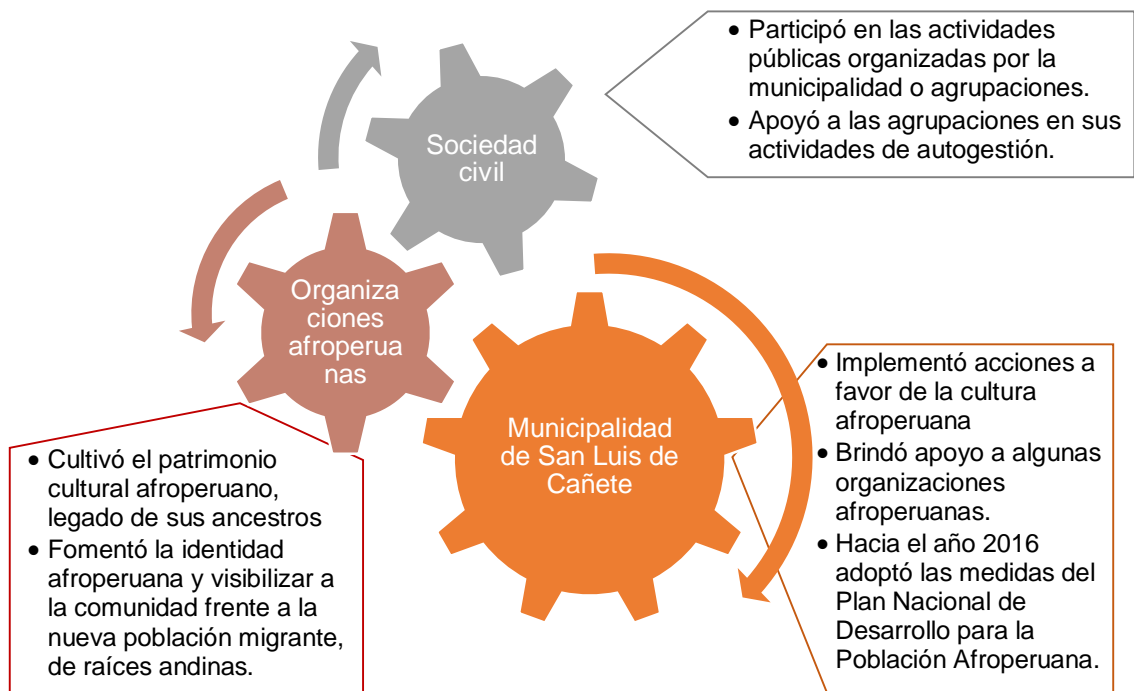 • Participó en las actividades
públicas organizadas por la
municipalidad o agrupaciones.
• Apoyó a las agrupaciones en sus
actividades de autogestión.
Sociedad
civil
Organiza
ciones
afroperua
nas
• Cultivó el patrimonio
cultural afroperuano,
legado de sus ancestros
• Fomentó la identidad
afroperuana y visibilizar a
la comunidad frente a la
nueva población migrante,
de raíces andinas.
Municipalidad
de San Luis de
Cañete
• Implementó acciones a
favor de la cultura
afroperuana
• Brindó apoyo a algunas
organizaciones
afroperuanas.
• Hacia el año 2016
adoptó las medidas del
Plan Nacional de
Desarrollo para la
Población Afroperuana.